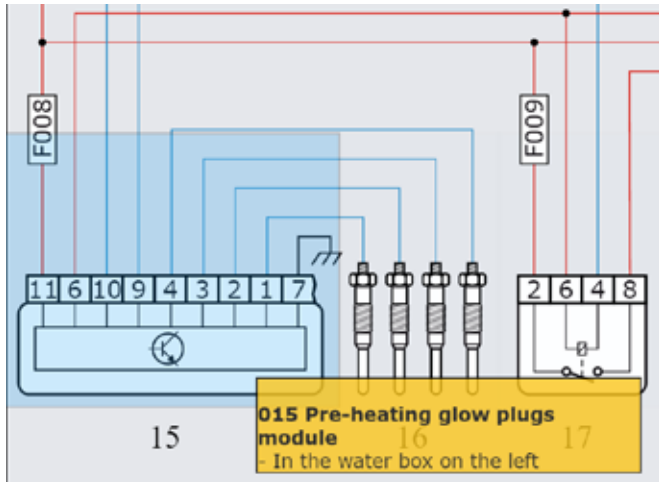 F008
F009
11 6 10 9 4 3 2 1 7
2 6 4 8
015 Pre-heating glow plugs
module
- In the water box on the left
15
16
17